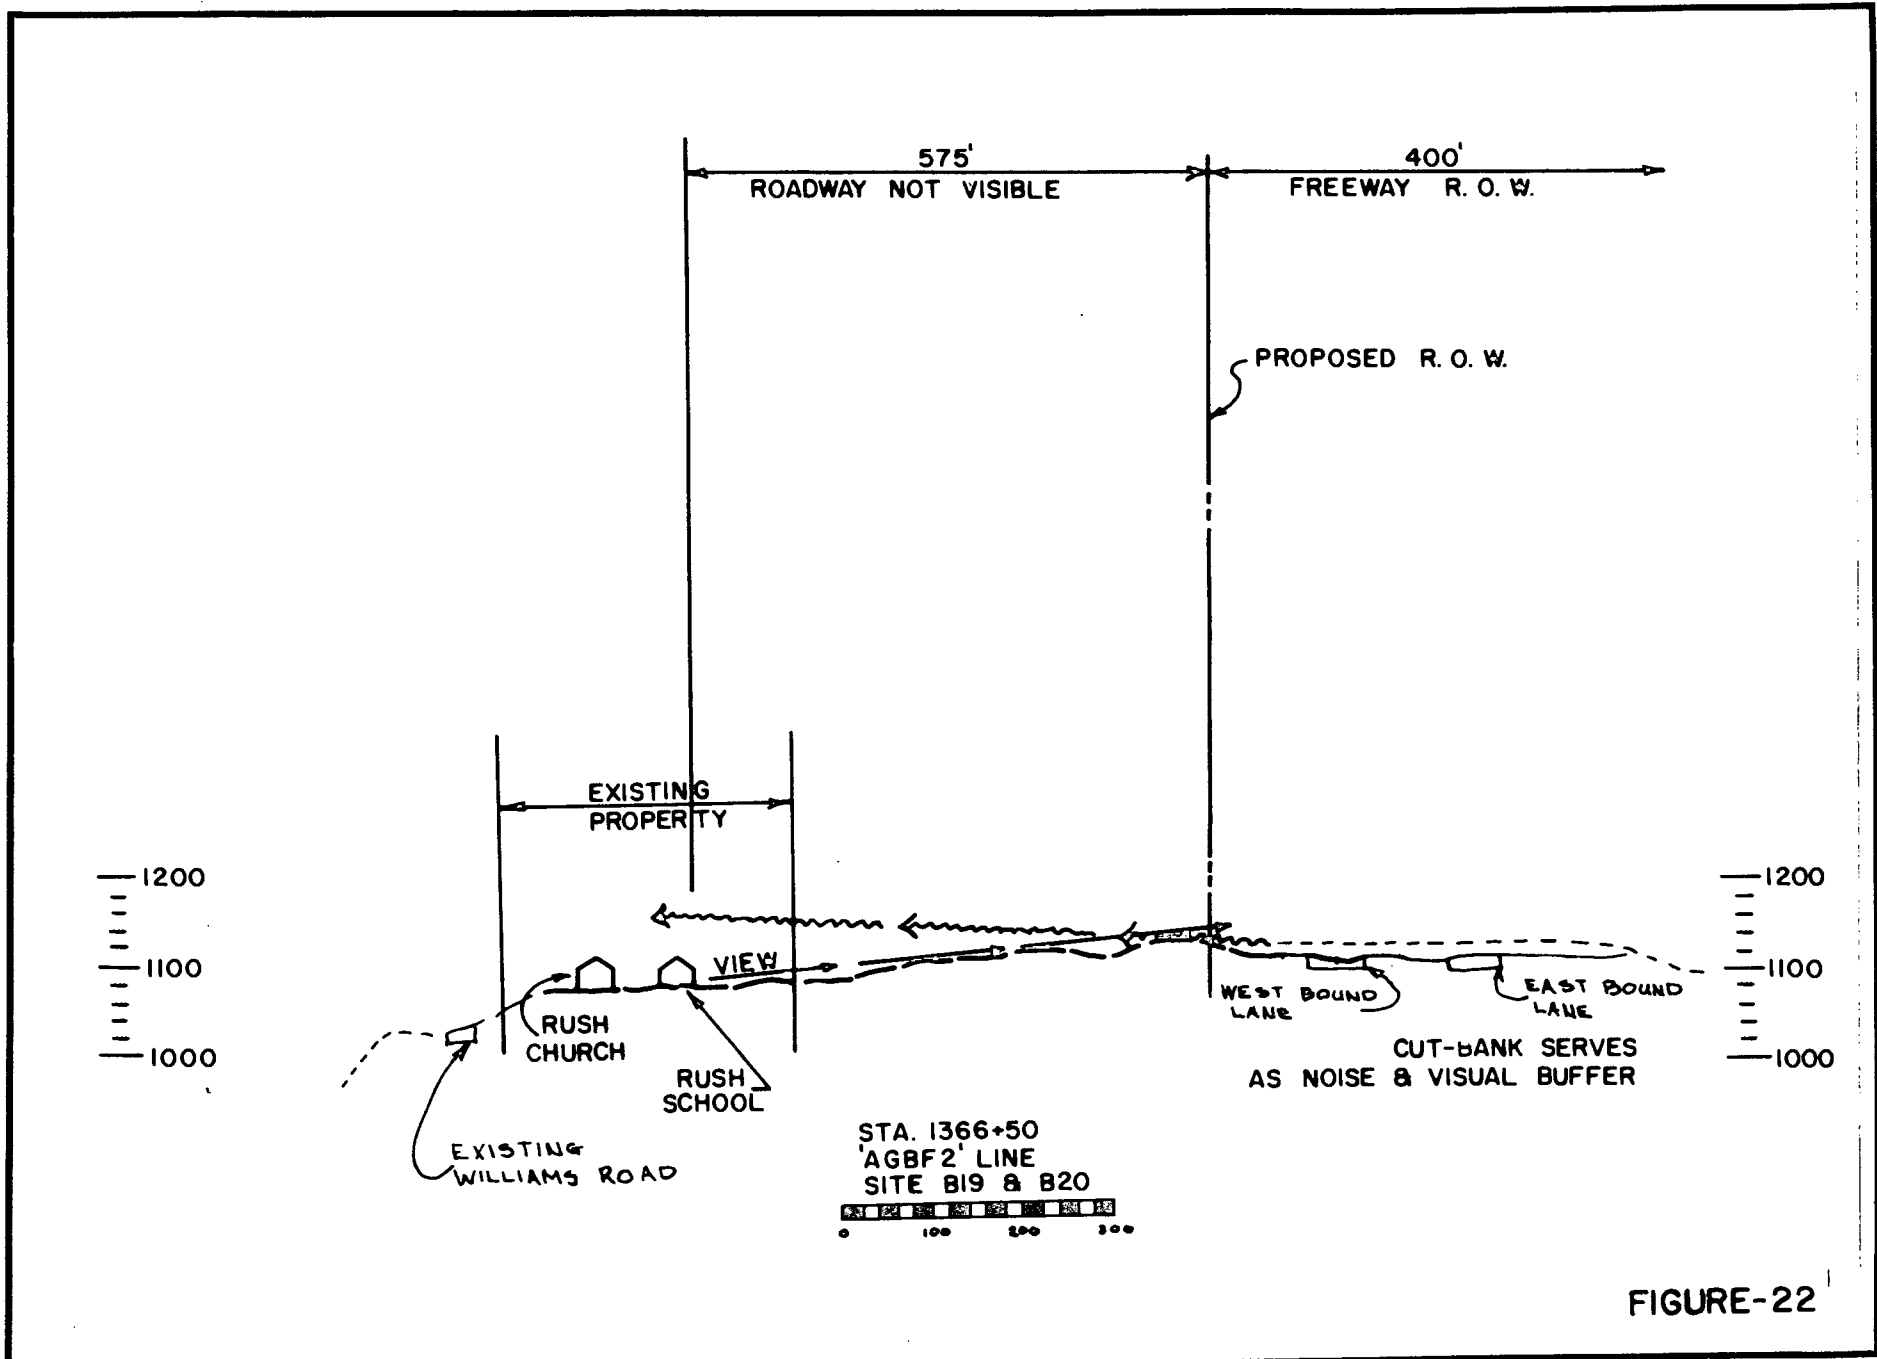 575'
ROADWAY NOT VISIBLE
400'
FREEWAY R. O. W.
PROPOSED R. O. W.
EXISTING
PROPERTY
1200
1100
1000
1200
1100
1000
VIEW
RUSH
CHURCH
RUSH
SCHOOL
EXISTING
WILLIAMS ROAD
WEST BOUND
LANE
EAST BOUND
LANE
CUT-BANK SERVES
AS NOISE & VISUAL BUFFER
STA. 1366+50
'AGBF2' LINE
SITE B19 & B20
0 100 200 300
FIGURE-22